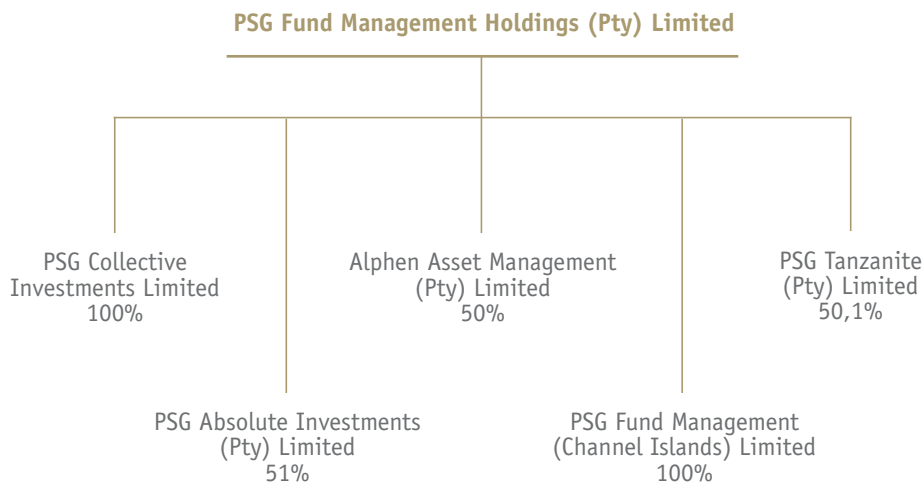 PSG Fund Management Holdings (Pty) Limited
PSG Collective
Investments Limited
100%
Alphen Asset Management
(Pty) Limited
50%
PSG Tanzanite
(Pty) Limited
50,1%
PSG Absolute Investments
(Pty) Limited
51%
PSG Fund Management
(Channel Islands) Limited
100%